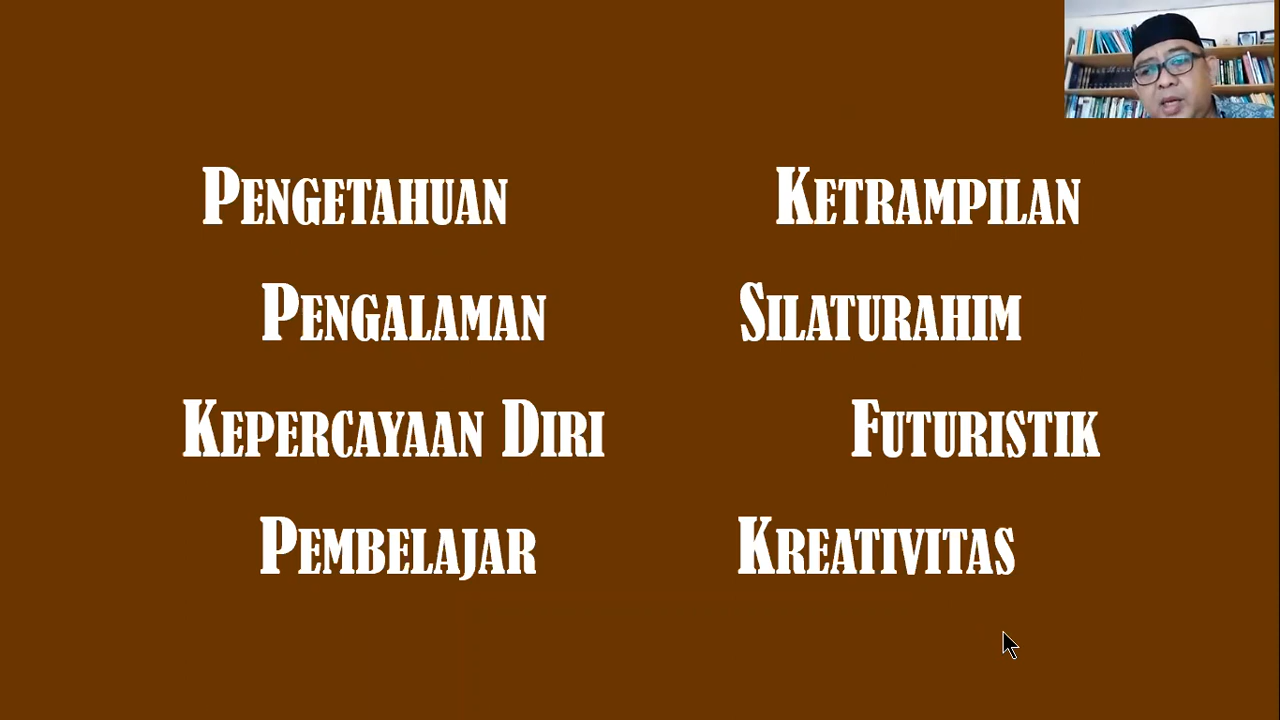 Pengetahuan
Ketrampilan
Pengalaman
Silaturahim
Kepercayaan Diri
Futuristik
Pembelajar
Kreativitas